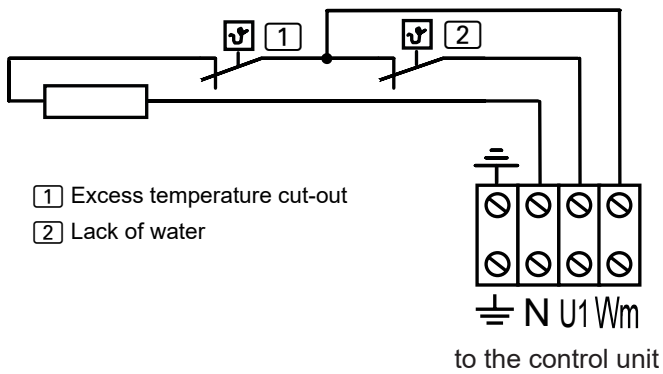 ϑ 1 ϑ 2
1 Excess temperature cut-out
2 Lack of water
N U1 Wm
to the control unit